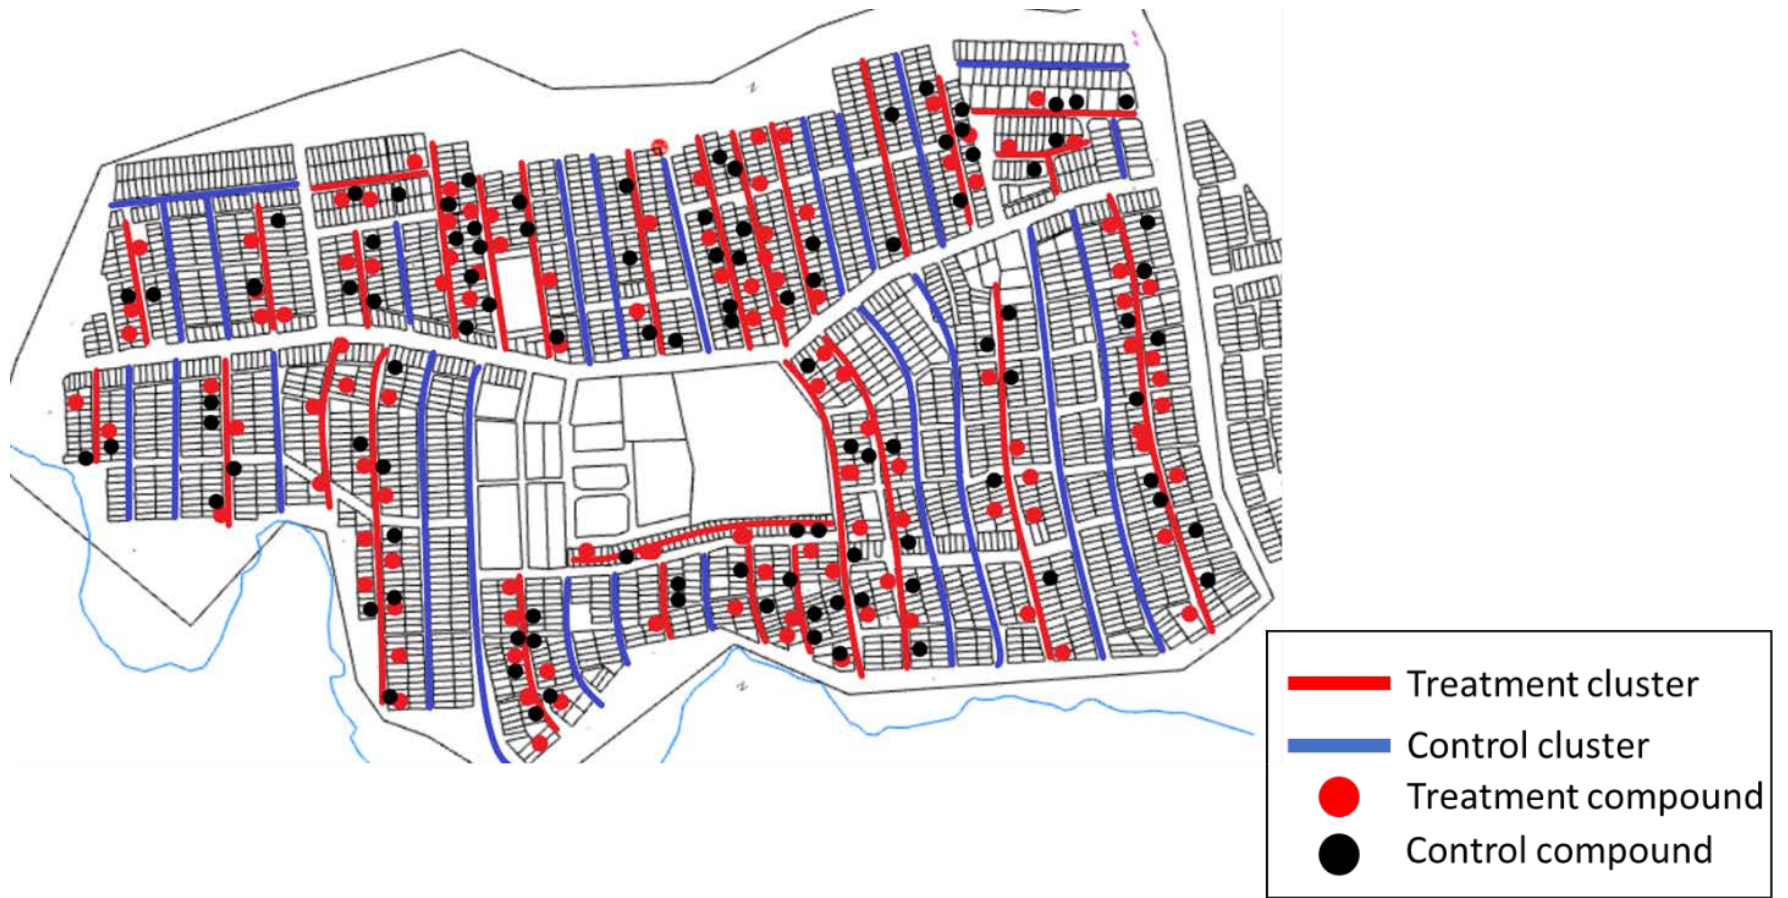 Treatment cluster
Control cluster
Treatment compound
Control compound